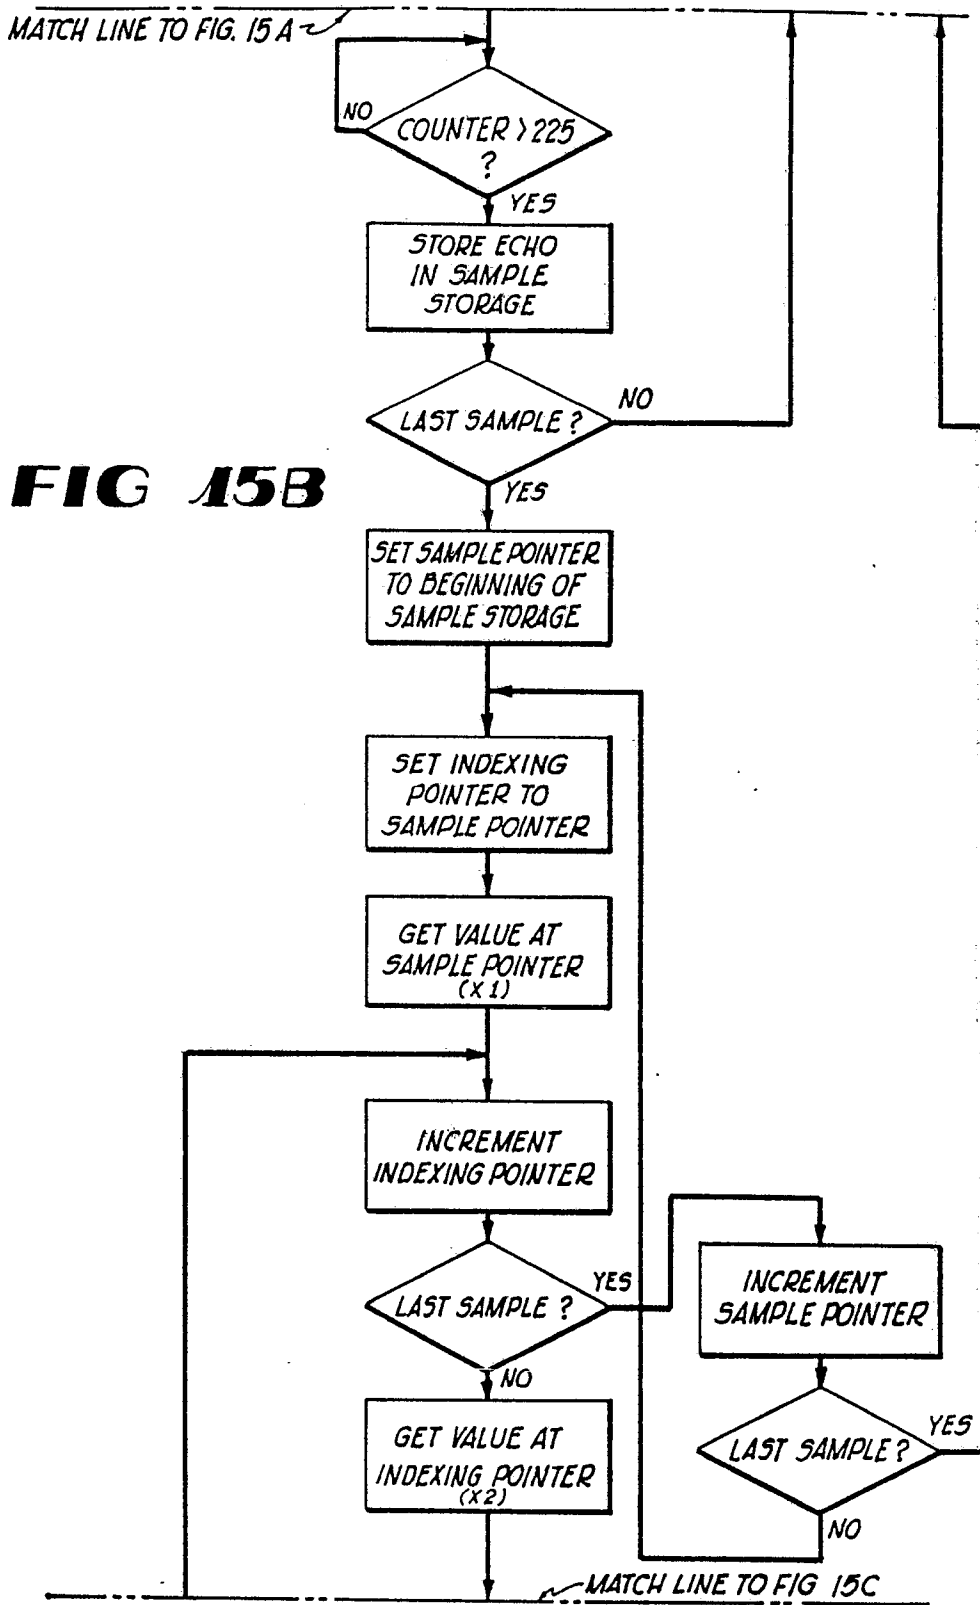 MATCH LINE TO FIG. 15A
NO
COUNTER > 225
?
YES
STORE ECHO
IN SAMPLE
STORAGE
LAST SAMPLE ?
NO
YES
FIG 15B
SET SAMPLE POINTER
TO BEGINNING OF
SAMPLE STORAGE
SET INDEXING
POINTER TO
SAMPLE POINTER
GET VALUE AT
SAMPLE POINTER
(X1)
INCREMENT
INDEXING POINTER
LAST SAMPLE ?
YES
NO
INCREMENT
SAMPLE POINTER
LAST SAMPLE ?
YES
NO
GET VALUE AT
INDEXING POINTER
(X2)
MATCH LINE TO FIG 15C